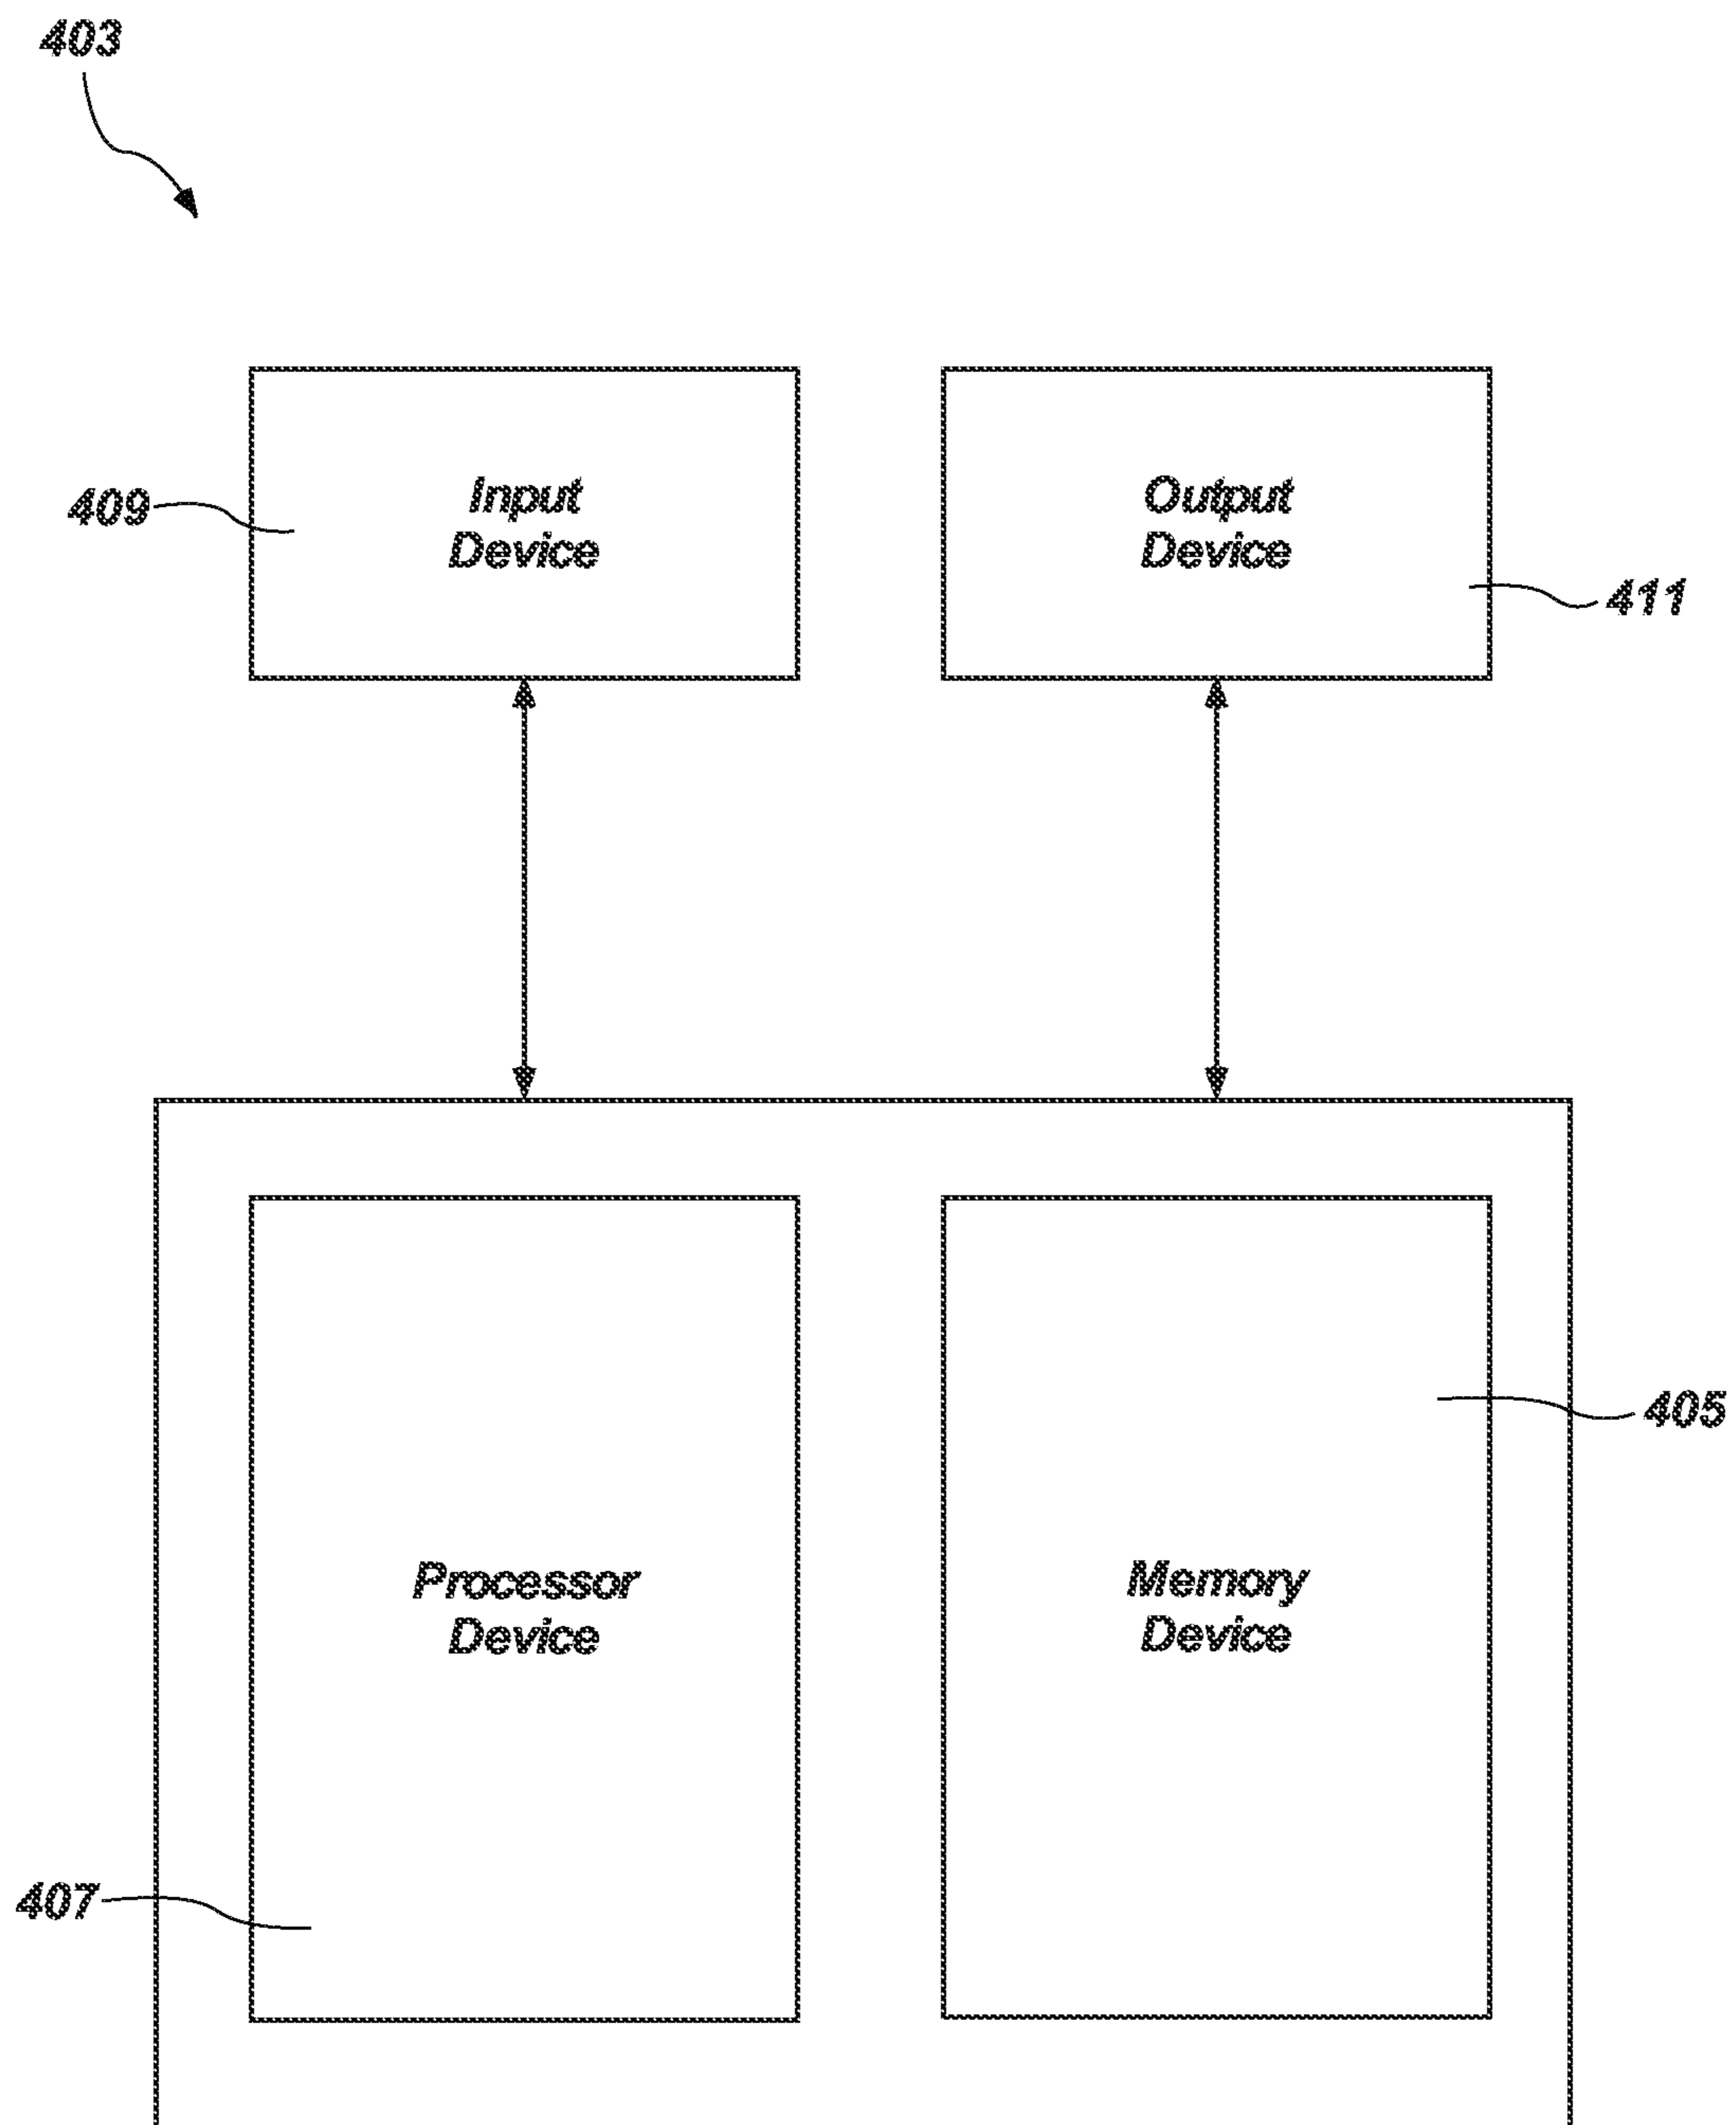 403
Input
Device
409
Output
Device
411
Processor
Device
407
Memory
Device
405